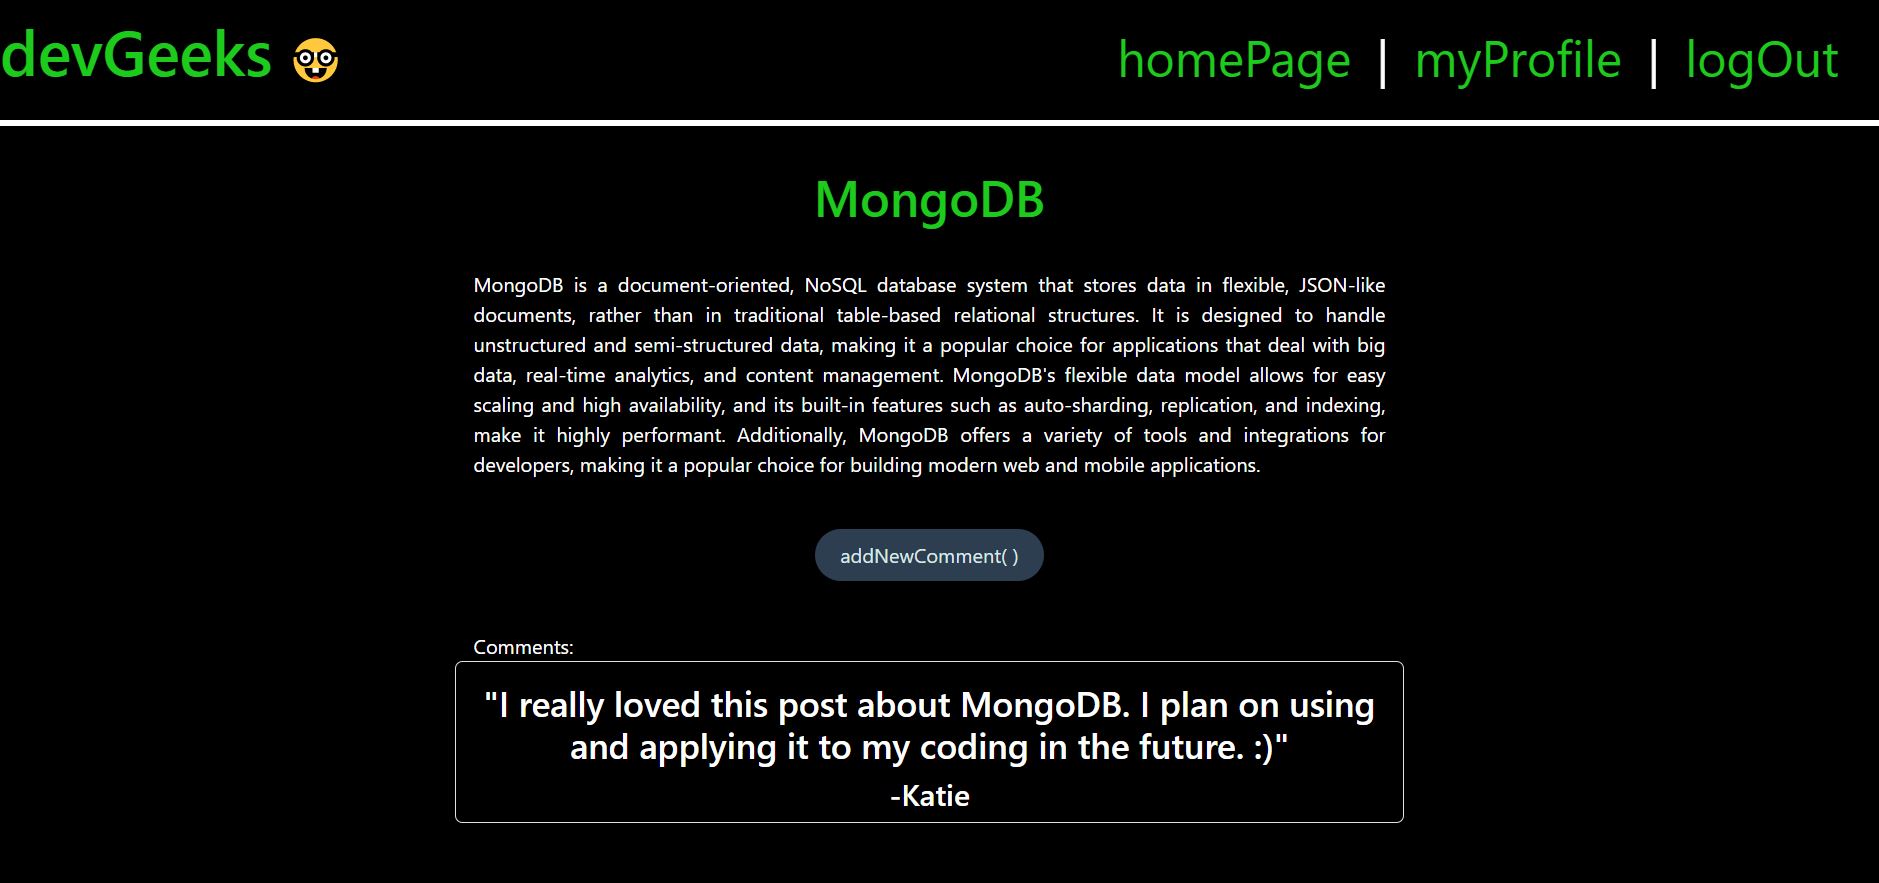 devGeeks 🤓
homePage | myProfile | logOut
MongoDB
MongoDB is a document-oriented, NoSQL database system that stores data in flexible, JSON-like
documents, rather than in traditional table-based relational structures. It is designed to handle
unstructured and semi-structured data, making it a popular choice for applications that deal with big
data, real-time analytics, and content management. MongoDB's flexible data model allows for easy
scaling and high availability, and its built-in features such as auto-sharding, replication, and indexing,
make it highly performant. Additionally, MongoDB offers a variety of tools and integrations for
developers, making it a popular choice for building modern web and mobile applications.
addNewComment( )
Comments:
"I really loved this post about MongoDB. I plan on using
and applying it to my coding in the future. :)"
-Katie